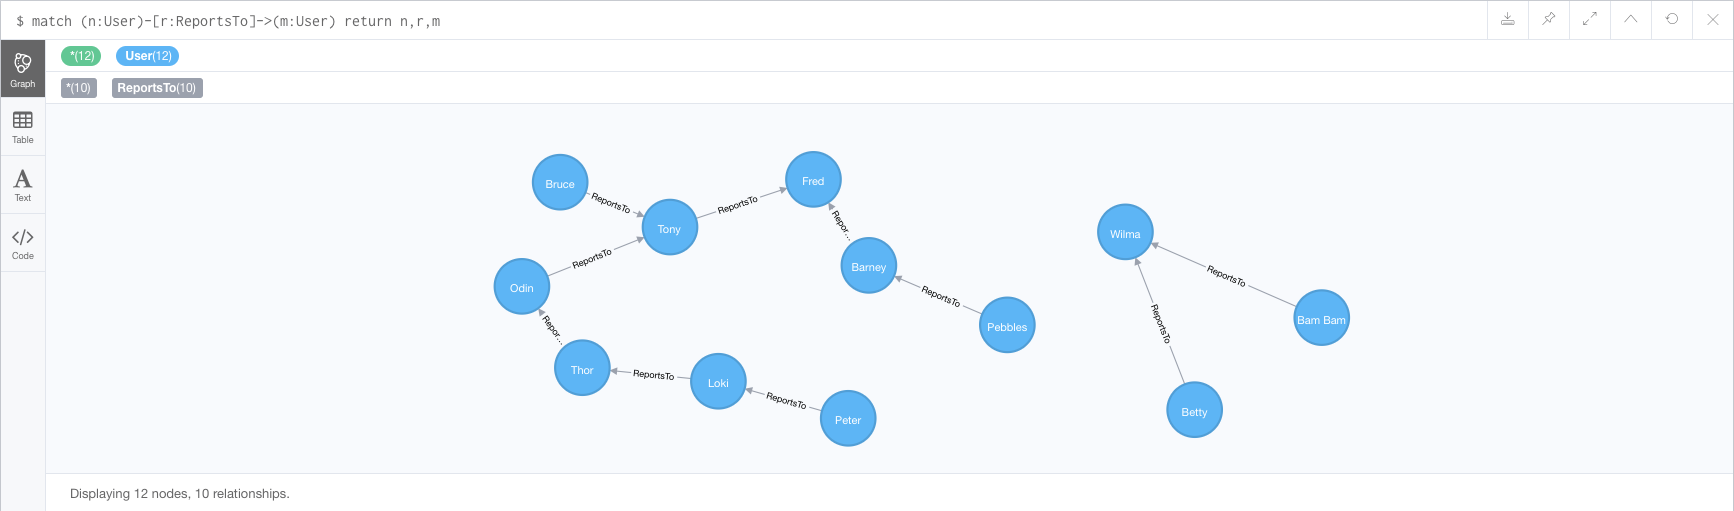 $ match (n:User)-[r:ReportsTo]->(m:User) return n,r,m
*(12) User(12)
*(10) ReportsTo(10)
Graph
Table
A
Text
</>
Code
Bruce
ReportsTo
Tony
ReportsTo
Fred
Repor...
Barney
ReportsTo
Pebbles
ReportsTo
Odin
Repor...
Thor
ReportsTo
Loki
ReportsTo
Peter
Wilma
ReportsTo
Bam Bam
ReportsTo
Betty
Displaying 12 nodes, 10 relationships.